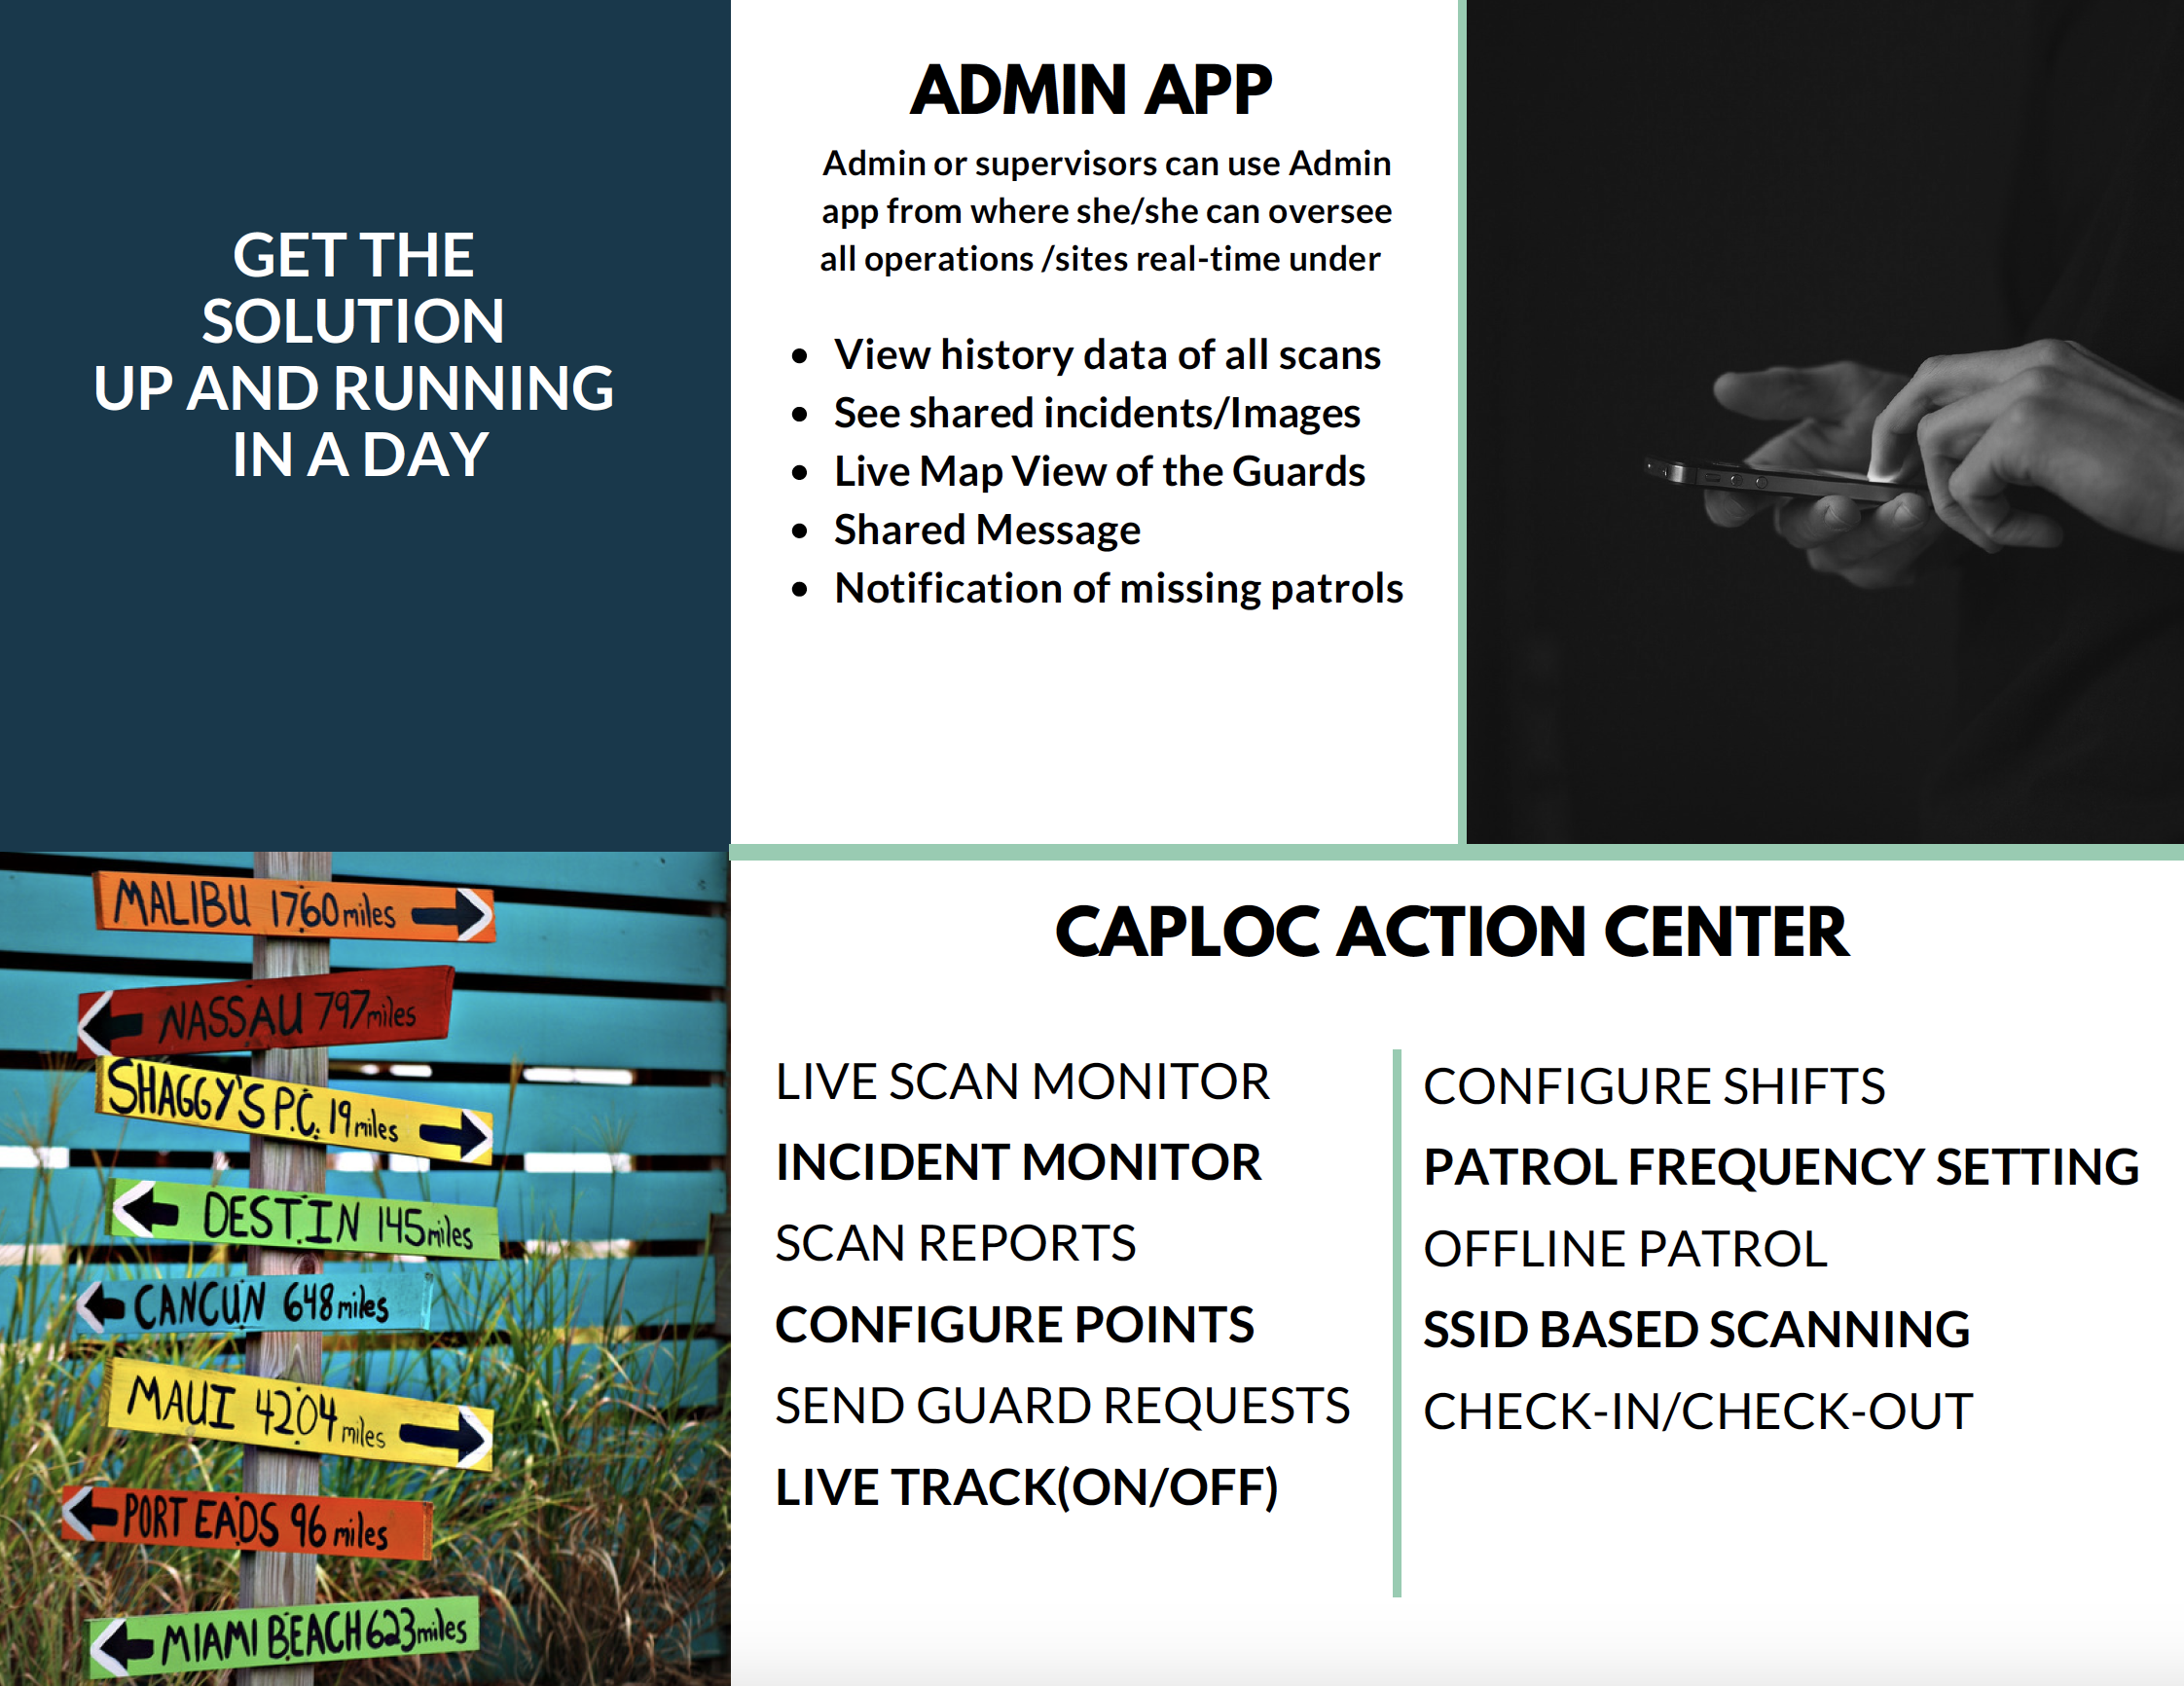 GET THE
SOLUTION
UP AND RUNNING
IN A DAY
ADMIN APP
Admin or supervisors can use Admin
app from where she/she can oversee
all operations /sites real-time under
• View history data of all scans
• See shared incidents/Images
• Live Map View of the Guards
• Shared Message
• Notification of missing patrols
MALIBU 1760 miles
NASSAU 797 miles
SHAGGY'S P.C. 19 miles
DESTIN 145 miles
CANCUN 648 miles
MAUI 4204 miles
PORT EADS 96 miles
MIAMI BEACH 623 miles
CAPLOC ACTION CENTER
LIVE SCAN MONITOR
INCIDENT MONITOR
SCAN REPORTS
CONFIGURE POINTS
SEND GUARD REQUESTS
LIVE TRACK(ON/OFF)
CONFIGURE SHIFTS
PATROL FREQUENCY SETTING
OFFLINE PATROL
SSID BASED SCANNING
CHECK-IN/CHECK-OUT